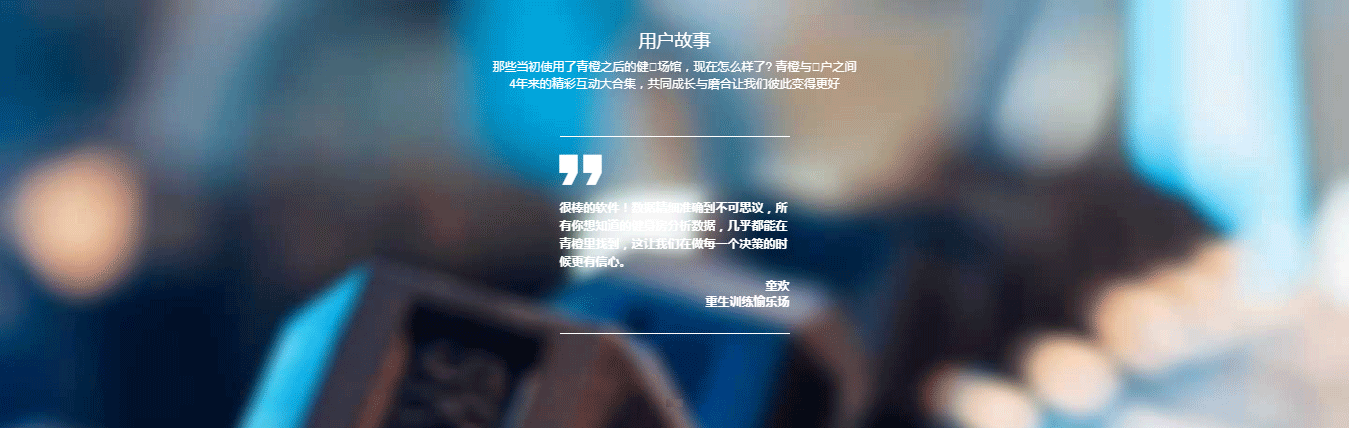 用户故事
那些当初使用了青橙之后的健□场馆，现在怎么样了？青橙与□户之间
4年来的精彩互动大合集，共同成长与磨合让我们彼此变得更好
很棒的软件！数据精细准确到不可思议，所
有你想知道的健身房分析数据，几乎都能在
青橙里找到，这让我们在做每一个决策的时
候更有信心。
童欢
重生训练愉乐场